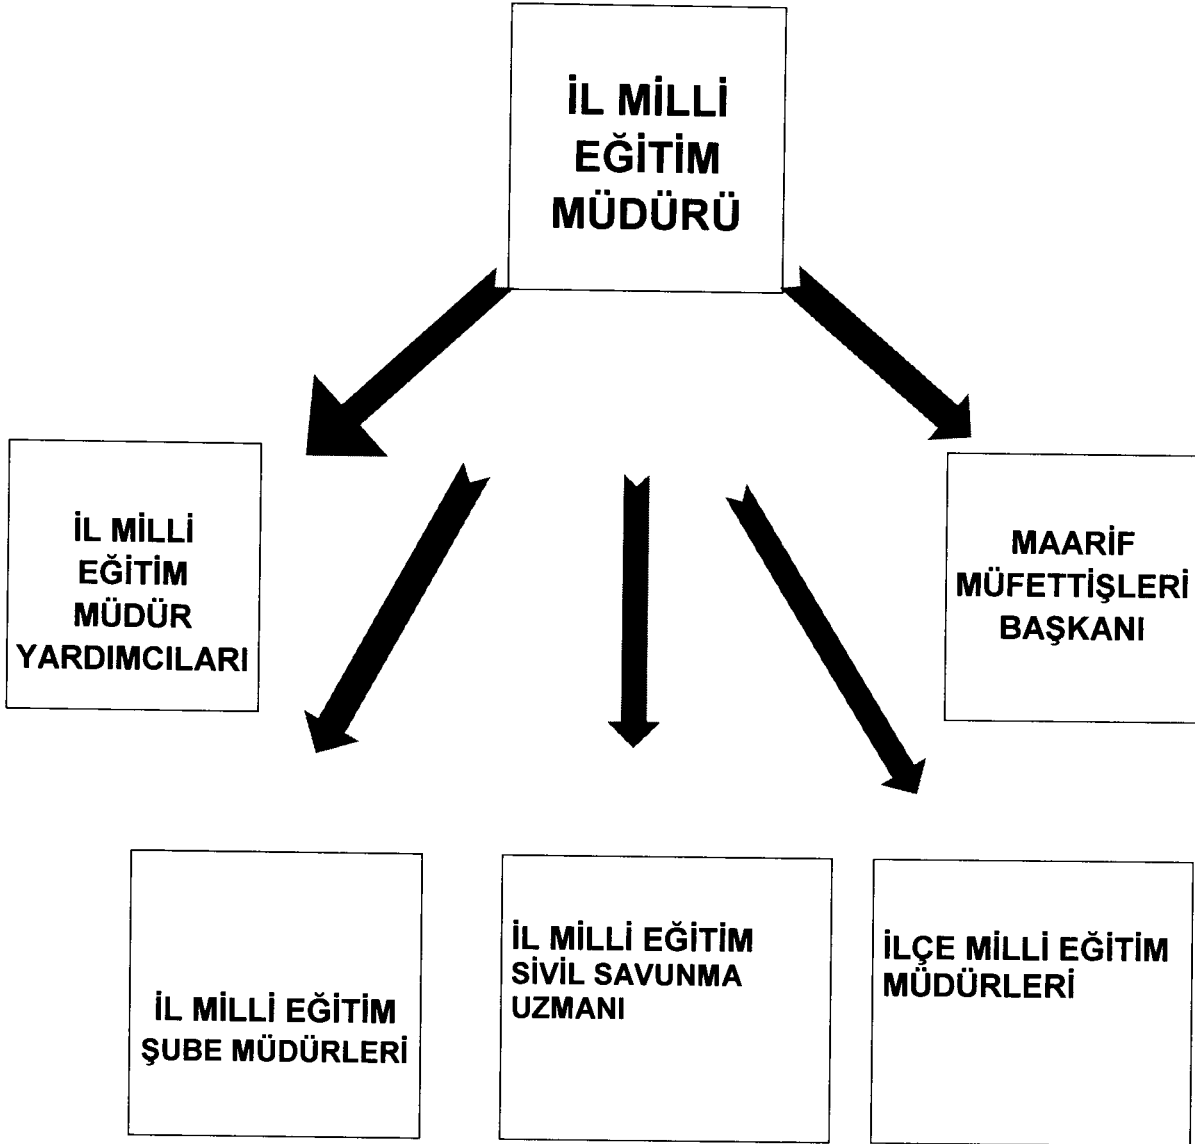 İL MİLLİ
EĞİTİM
MÜDÜRÜ
İL MİLLİ
EĞİTİM
MÜDÜR
YARDIMCILARI
MAARİF
MÜFETTİŞLERİ
BAŞKANI
İL MİLLİ EĞİTİM
ŞUBE MÜDÜRLERİ
İL MİLLİ EĞİTİM
SİVİL SAVUNMA
UZMANI
İLÇE MİLLİ EĞİTİM
MÜDÜRLERİ